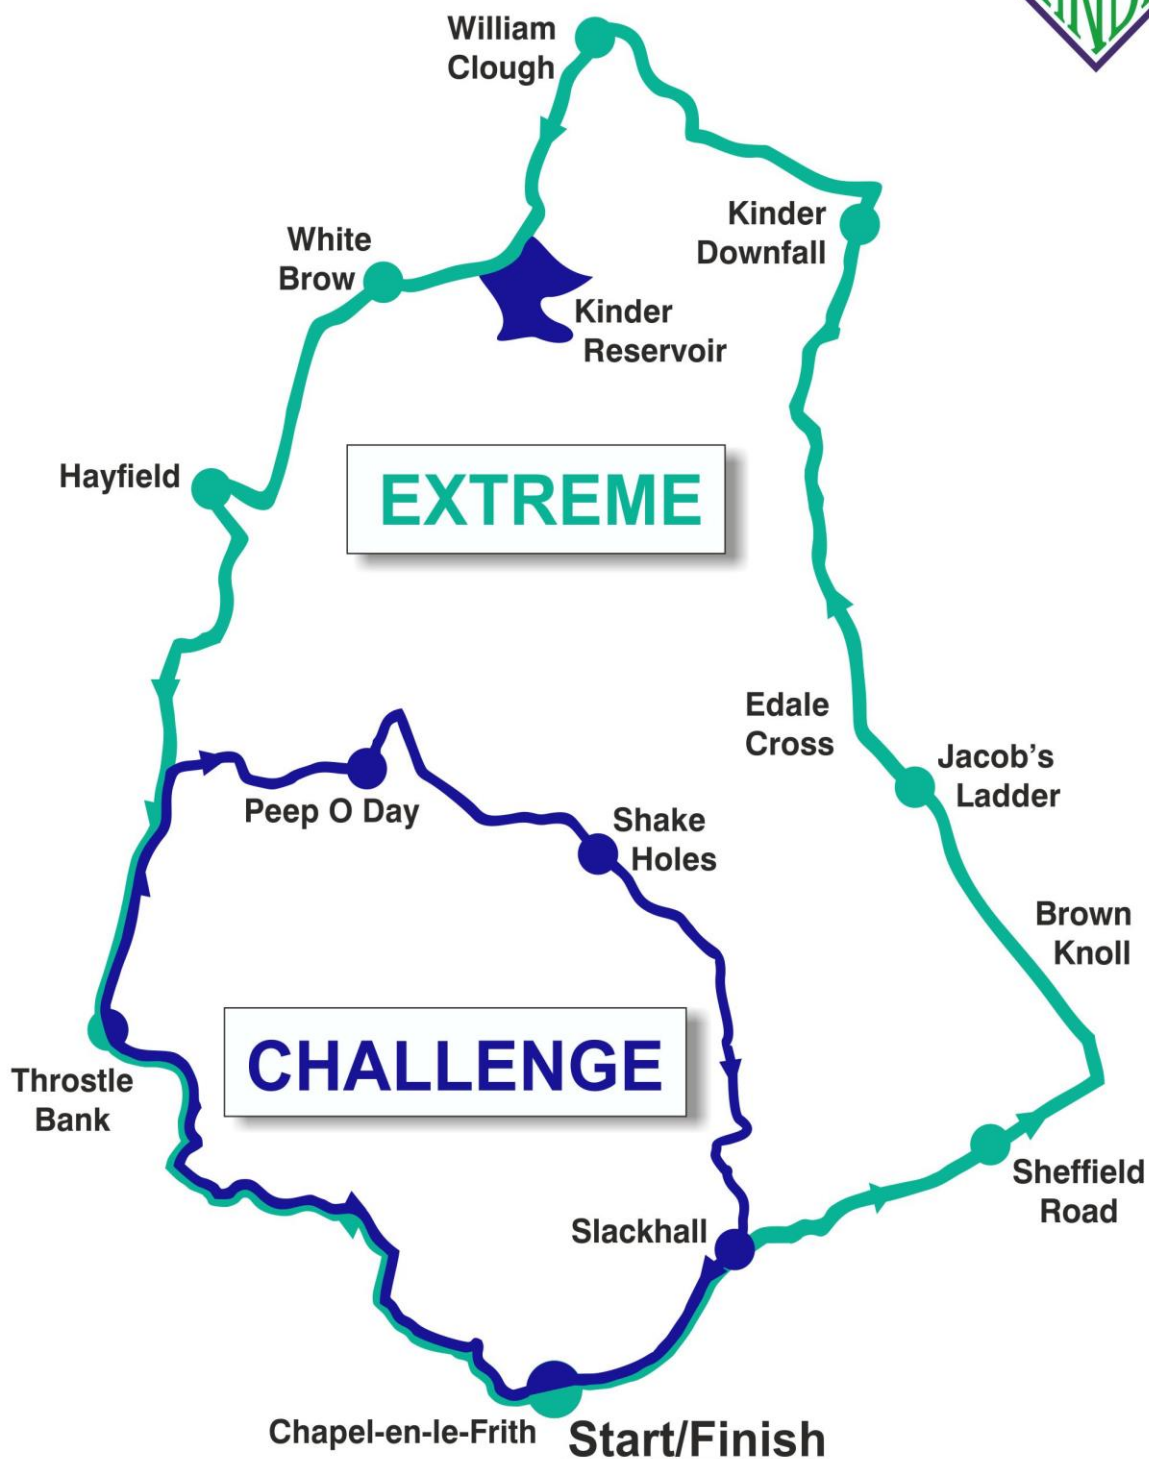 William
Clough
White
Brow
Kinder
Downfall
Kinder
Reservoir
Hayfield
EXTREME
Edale
Cross
Jacob’s
Ladder
Peep O Day
Shake
Holes
Brown
Knoll
CHALLENGE
Throstle
Bank
Sheffield
Road
Slackhall
Chapel-en-le-Frith
Start/Finish